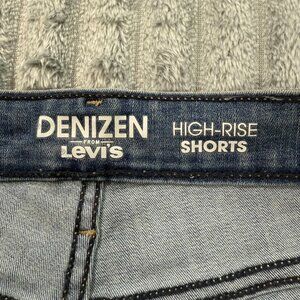 DENIZEN
FROM
Levi's
HIGH-RISE
SHORTS